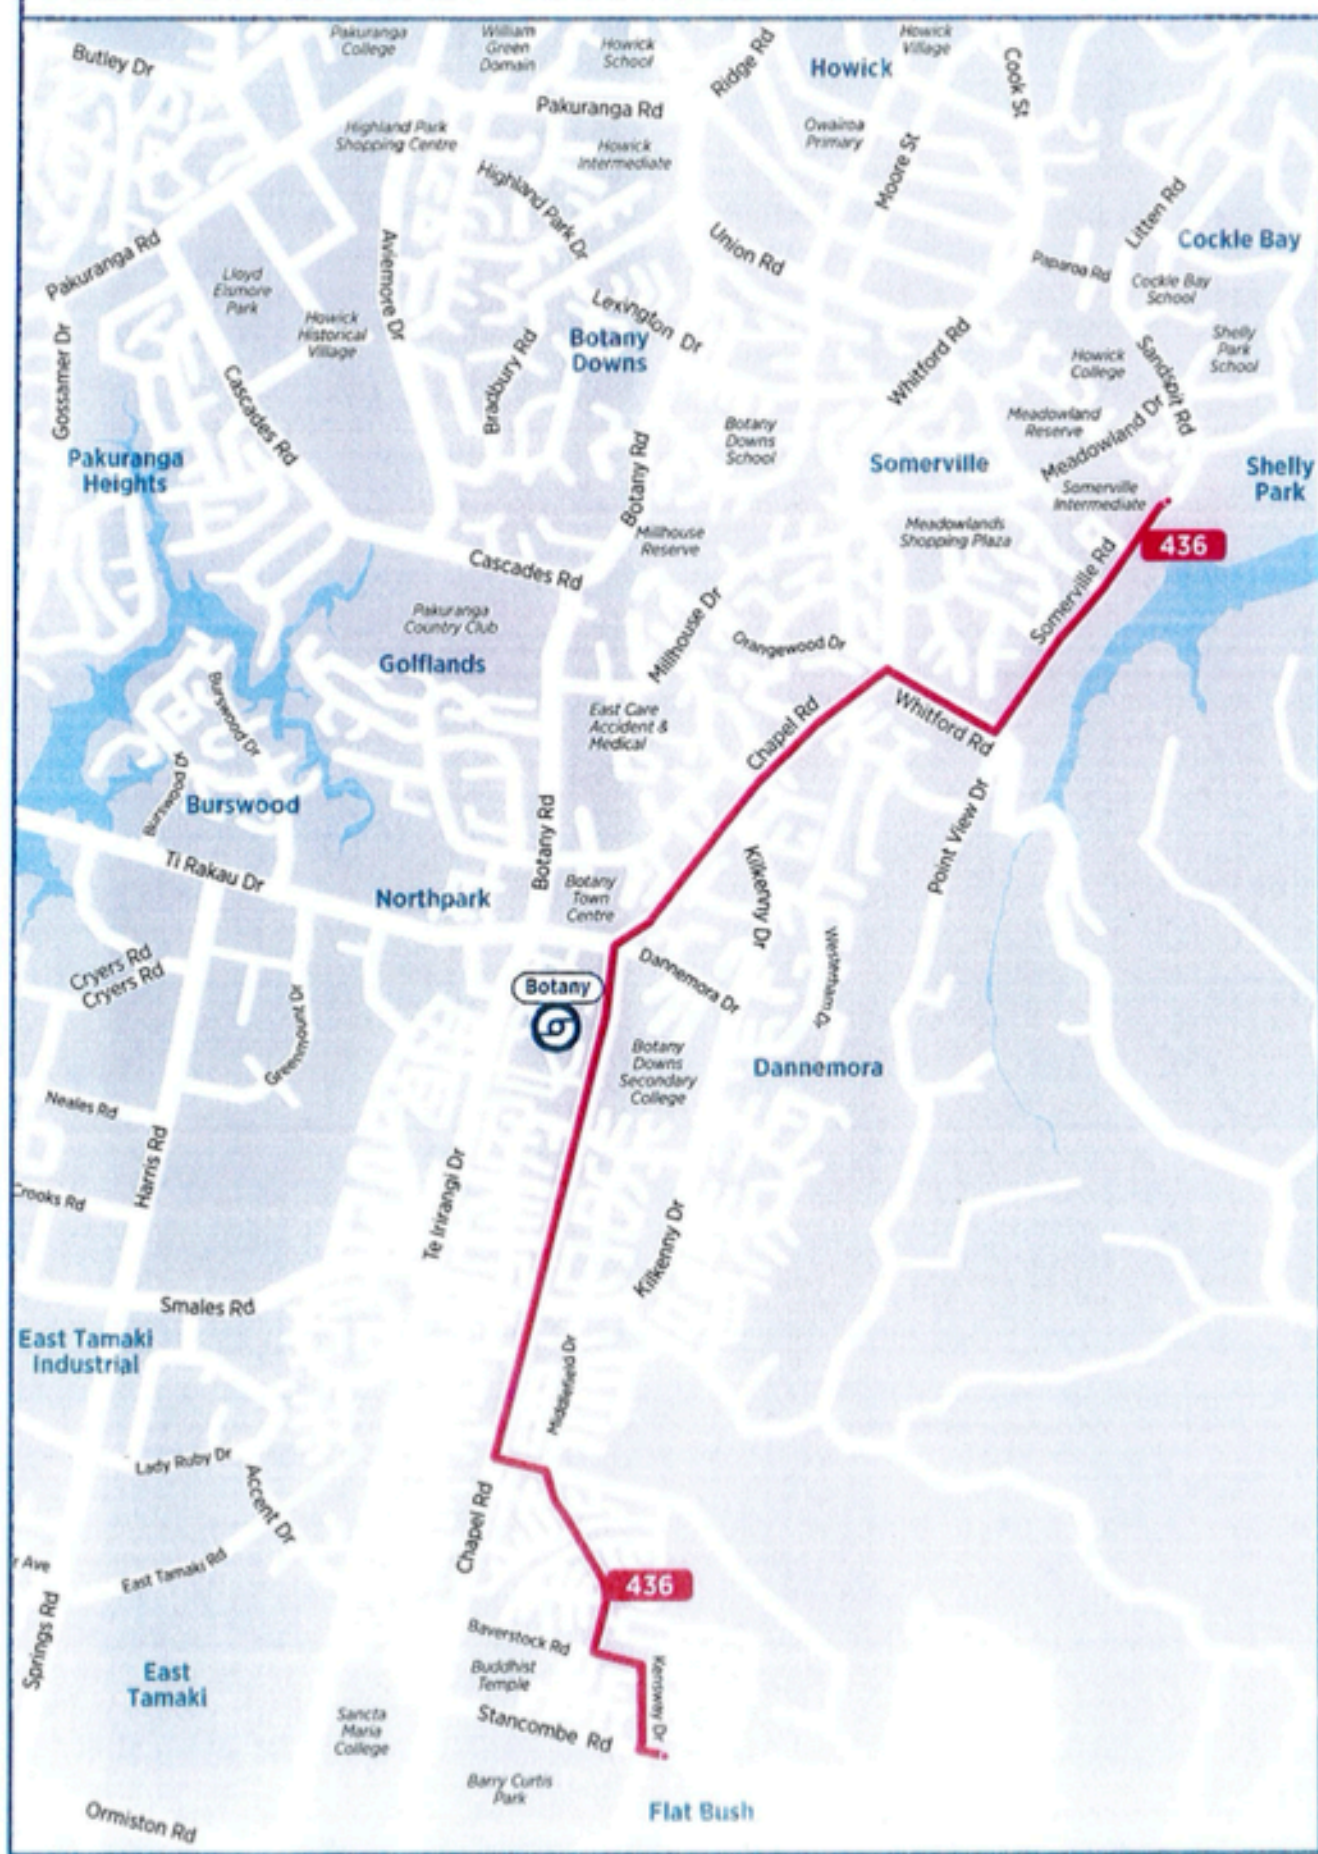 Butley Dr
Pakuranga
College
William
Green
Domain
Howick
School
Ridge Rd
Howick
Howick
Village
Cook St
Pakuranga Rd
Highland Park
Shopping Centre
Howick
Intermediate
Owairoa
Primary
Moore St
Highland Park Dr
Litten Rd
Cockle Bay
Pakuranga Rd
Lloyd
Elsmore
Park
Aviemore Dr
Union Rd
Paparoa Rd
Cockle Bay
School
Howick
Historical
Village
Lexington Dr
Botany
Downs
Bradbury Rd
Whitford Rd
Howick
College
Sandspit Rd
Shelly
Park
School
Gossamer Dr
Cascades Rd
Meadowland
Reserve
Meadowland Dr
Pakuranga
Heights
Botany Rd
Botany
Downs
School
Somerville
Shelly
Park
Somerville
Intermediate
Millhouse
Reserve
Meadowlands
Shopping Plaza
436
Cascades Rd
Somerville Rd
Pakuranga
Country Club
Golflands
Millhouse Dr
Orangewood Dr
Burswood Dr
East Care
Accident &
Medical
Chapel Rd
Whitford Rd
Burswood Dr
Burswood
Botany Rd
Point View Dr
Ti Rakau Dr
Northpark
Botany
Town
Centre
Kilkenny Dr
Cryers Rd
Cryers Rd
Botany
Dannemora Dr
Westerham Dr
Greenmount Dr
Botany
Downs
Secondary
College
Dannemora
Neales Rd
Harris Rd
Crooks Rd
Te Irirangi Dr
Kilkenny Dr
Smales Rd
East Tamaki
Industrial
Middlefield Dr
Lady Ruby Dr
Accent Dr
Chapel Rd
r Ave
East Tamaki Rd
436
Springs Rd
Baverstock Rd
East
Tamaki
Buddhist
Temple
Kensway Dr
Sancta
Maria
College
Stancombe Rd
Barry Curtis
Park
Flat Bush
Ormiston Rd